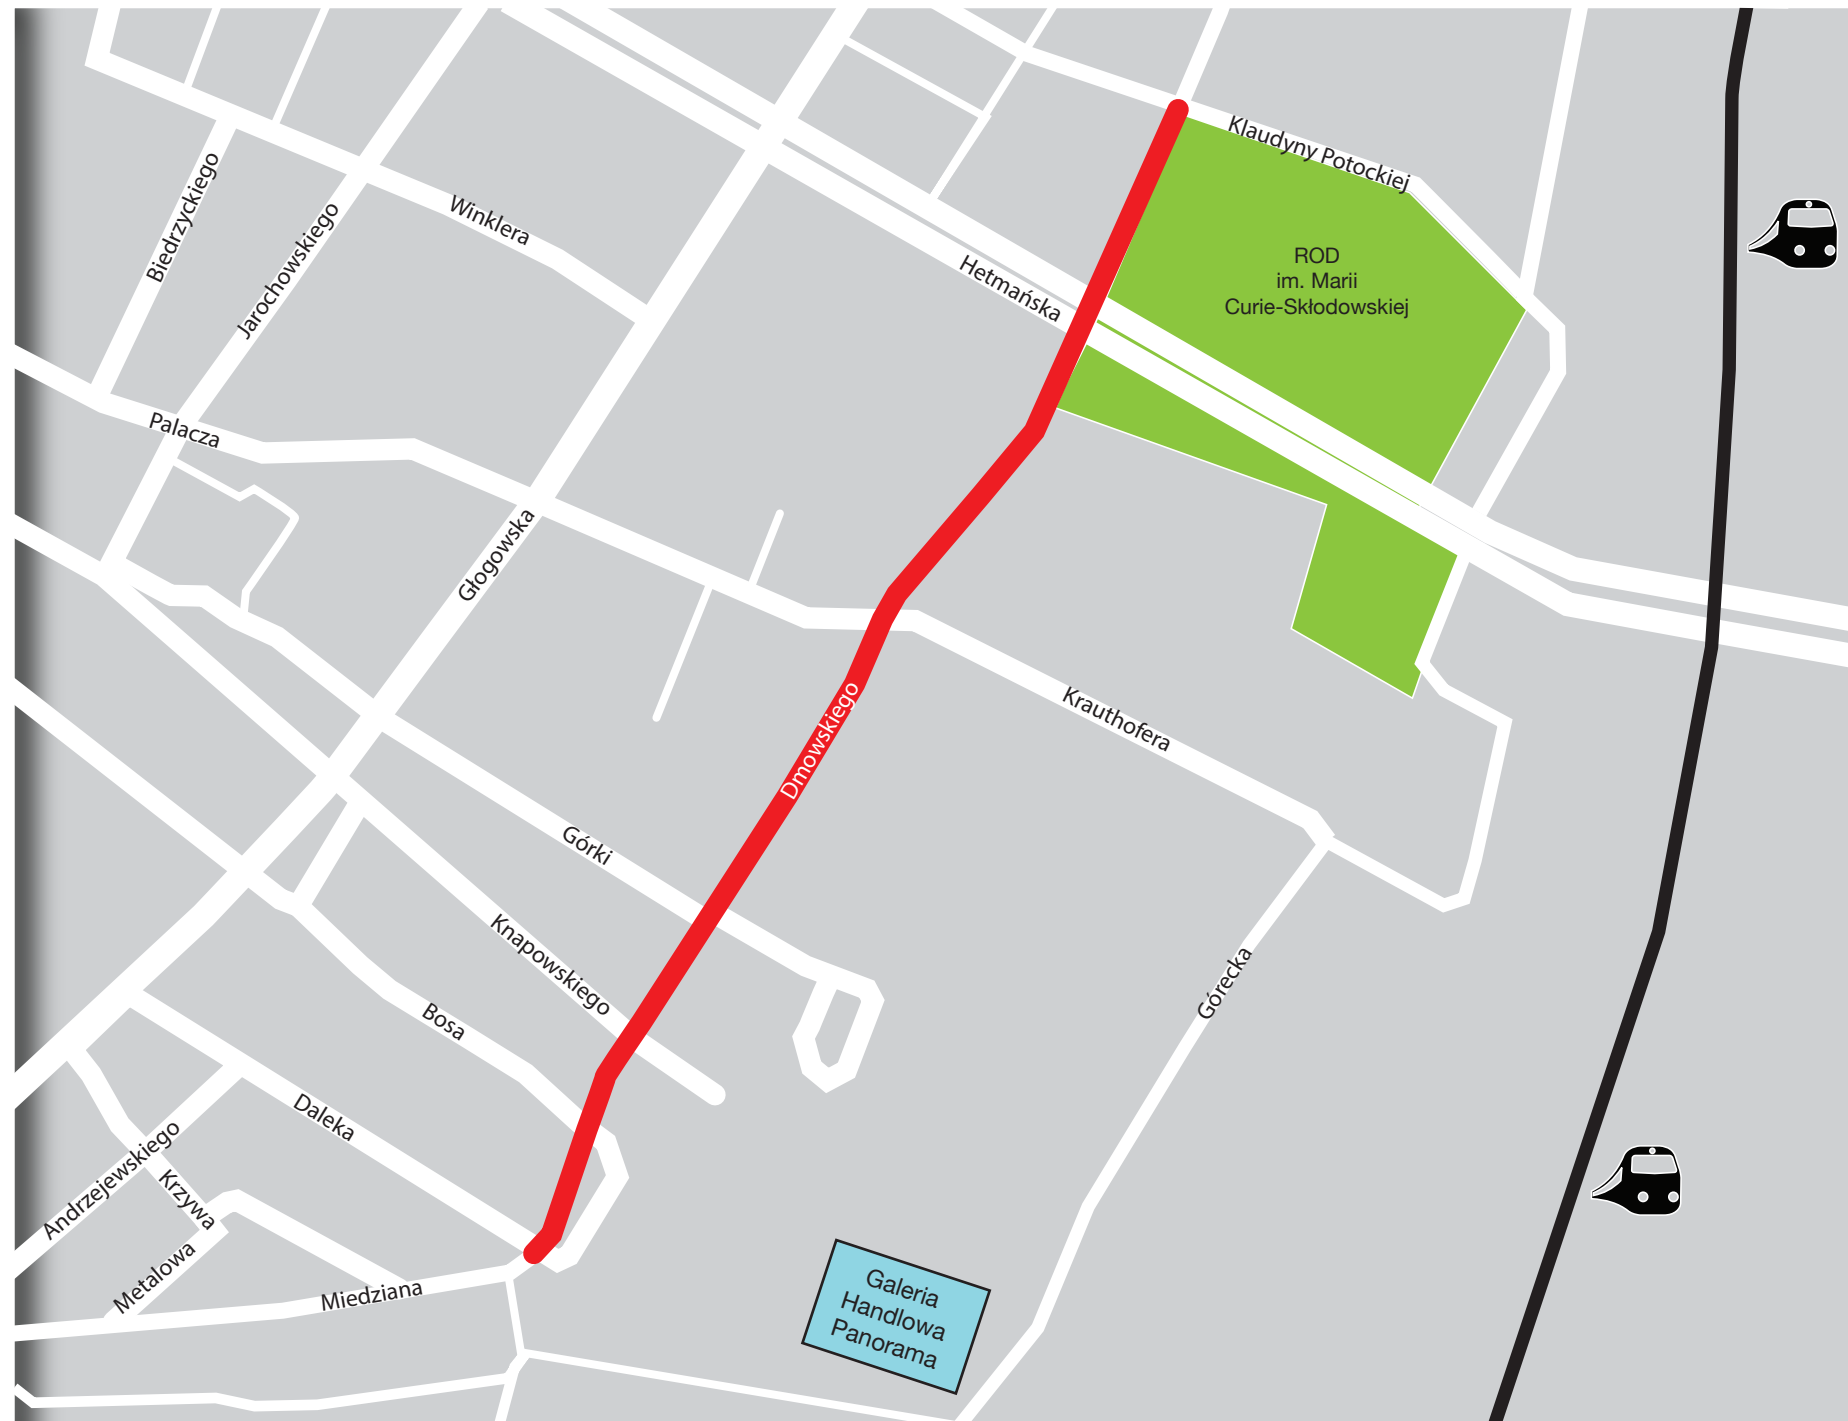 Klaudyny Potockiej
Biedrzyckiego
Jarochowskiego
Winklera
Hetmańska
ROD
im. Marii
Curie-Skłodowskiej
Palacza
Głogowska
Dmowskiego
Krauthofera
Górki
Knapowskiego
Górecka
Bosa
Daleka
Andrzejewskiego
Krzywa
Metalowa
Miedziana
Galeria
Handlowa
Panorama